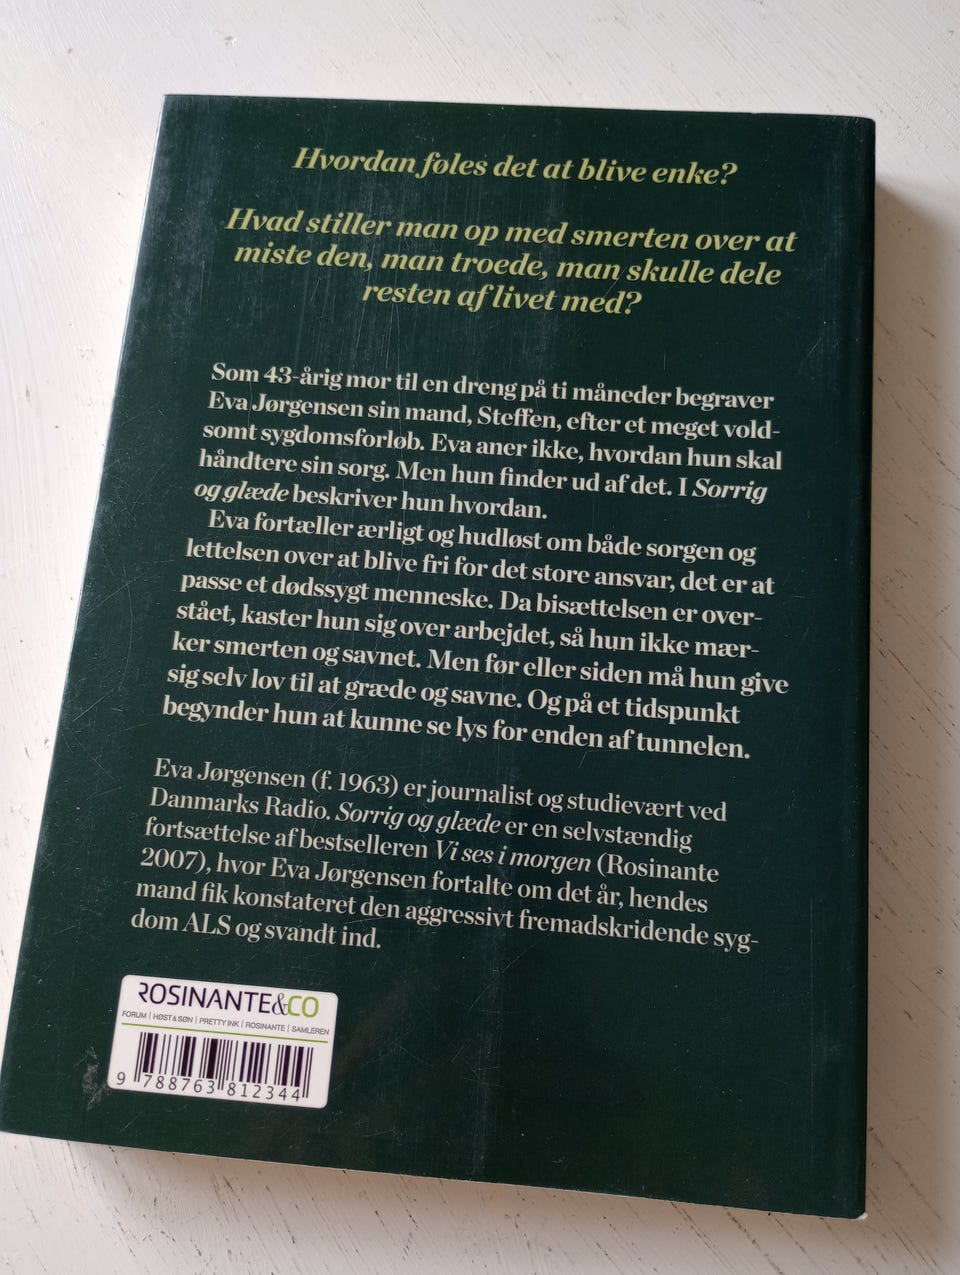 Hvordan føles det at blive enke?
Hvad stiller man op med smerten over at
miste den, man troede, man skulle dele
resten af livet med?
Som 43-årig mor til en dreng på ti måneder begraver
Eva Jørgensen sin mand, Steffen, efter et meget vold-
somt sygdomsforløb. Eva aner ikke, hvordan hun skal
håndtere sin sorg. Men hun finder ud af det. I Sorrig
og glæde beskriver hun hvordan.
Eva fortæller ærligt og hudløst om både sorgen og
lettelsen over at blive fri for det store ansvar, det er at
passe et dødssygt menneske. Da bisættelsen er over-
stået, kaster hun sig over arbejdet, så hun ikke mær-
ker smerten og savnet. Men før eller siden må hun give
sig selv lov til at græde og savne. Og på et tidspunkt
begynder hun at kunne se lys for enden af tunnelen.
Eva Jørgensen (f. 1963) er journalist og studievært ved
Danmarks Radio. Sorrig og glæde er en selvstændig
fortsættelse af bestselleren Vi ses i morgen (Rosinante
2007), hvor Eva Jørgensen fortalte om det år, hendes
mand fik konstateret den aggressivt fremadskridende syg-
dom ALS og svandt ind.
ROSINANTE&CO
FORUM | HØST & SØN | PRETTY INK | ROSINANTE | SAMLEREN
9 788763 812344